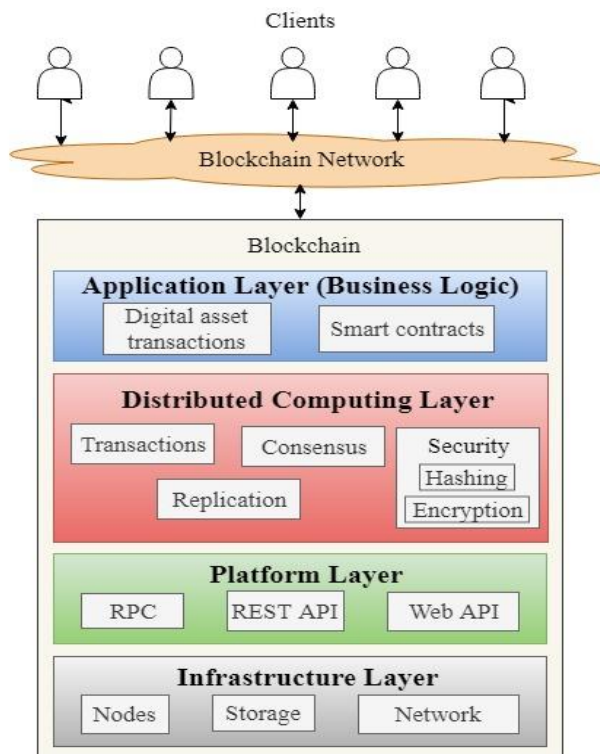 Clients
Blockchain Network
Blockchain
Application Layer (Business Logic)
Digital asset
transactions
Smart contracts
Distributed Computing Layer
Transactions
Consensus
Security
Hashing
Encryption
Replication
Platform Layer
RPC
REST API
Web API
Infrastructure Layer
Nodes
Storage
Network